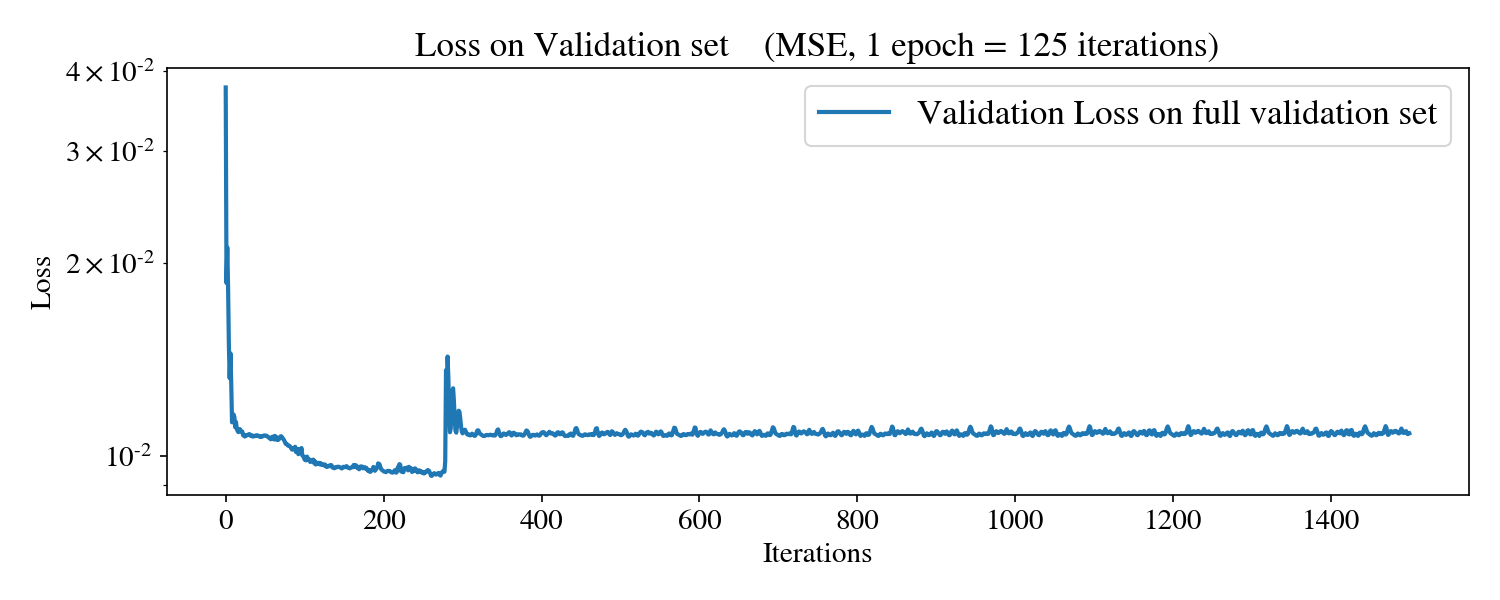 Loss on Validation set (MSE, 1 epoch = 125 iterations)
Validation Loss on full validation set
4 × 10⁻²
3 × 10⁻²
2 × 10⁻²
10⁻²
Loss
0 200 400 600 800 1000 1200 1400
Iterations